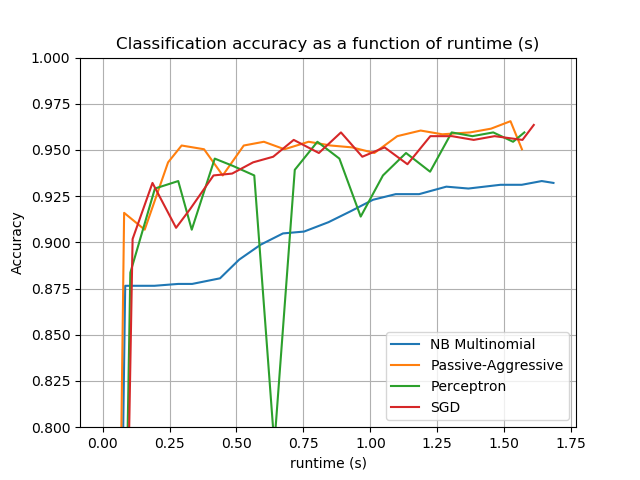 Classification accuracy as a function of runtime (s)
1.000
0.975
0.950
0.925
0.900
0.875
0.850
0.825
0.800
Accuracy
NB Multinomial
Passive-Aggressive
Perceptron
SGD
0.00 0.25 0.50 0.75 1.00 1.25 1.50 1.75
runtime (s)